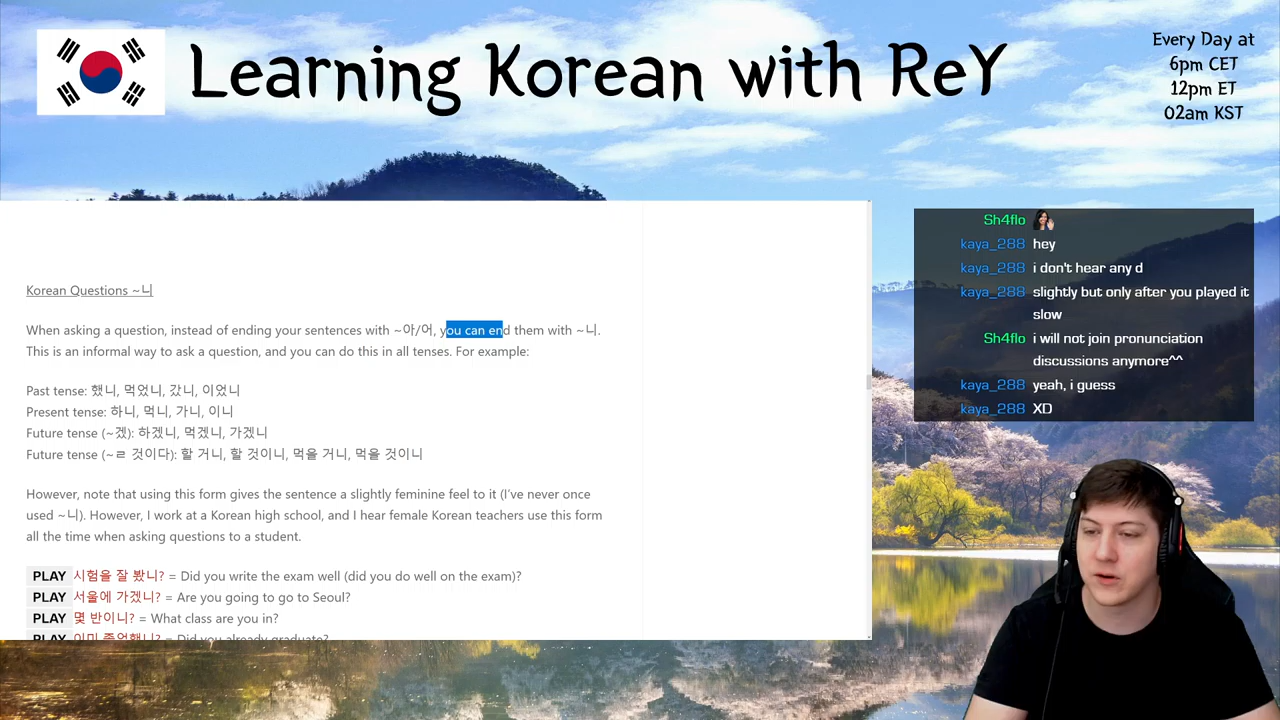 Learning Korean with ReY
Every Day at
6pm CET
12pm ET
02am KST
Korean Questions ~니
When asking a question, instead of ending your sentences with ~아/어, you can end them with ~니.
This is an informal way to ask a question, and you can do this in all tenses. For example:
Past tense: 했니, 먹었니, 갔니, 이었니
Present tense: 하니, 먹니, 가니, 이니
Future tense (~겠): 하겠니, 먹겠니, 가겠니
Future tense (~ㄹ 것이다): 할 거니, 할 것이니, 먹을 거니, 먹을 것이니
However, note that using this form gives the sentence a slightly feminine feel to it (I've never once
used ~니). However, I work at a Korean high school, and I hear female Korean teachers use this form
all the time when asking questions to a student.
PLAY 시험을 잘 봤니? = Did you write the exam well (did you do well on the exam)?
PLAY 서울에 가겠니? = Are you going to go to Seoul?
PLAY 몇 반이니? = What class are you in?
PLAY 이미 졸업했니? = Did you already graduate?
Sh4flo
kaya_288 hey
kaya_288 i don't hear any d
kaya_288 slightly but only after you played it
slow
Sh4flo i will not join pronunciation
discussions anymore^^
kaya_288 yeah, i guess
kaya_288 XD